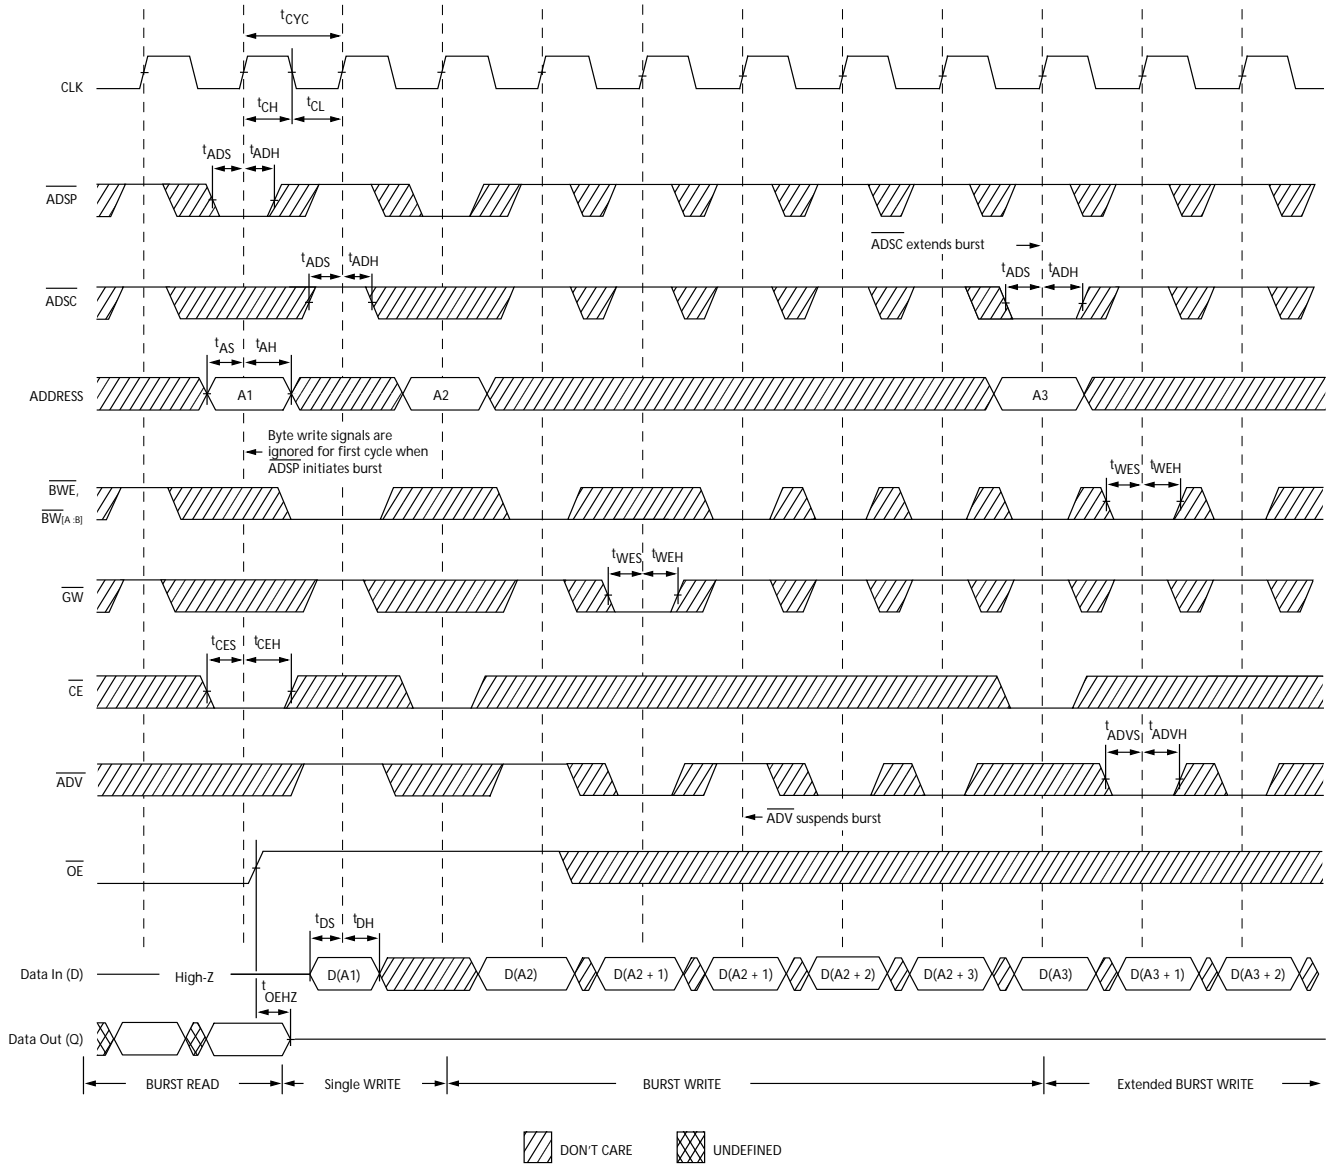 tCYC
CLK
tCH
tCL
tADS
tADH
ADSP
ADSC extends burst
tADS
tADH
tADS
tADH
ADSC
tAS
tAH
ADDRESS
A1
A2
A3
Byte write signals are
ignored for first cycle when
ADSP initiates burst
BWE,
BW[A :B]
tWES
tWEH
tWES
tWEH
GW
tCES
tCEH
CE
tADVS
tADVH
ADV
ADV suspends burst
OE
tDS
tDH
Data In (D)
High-Z
D(A1)
D(A2)
D(A2 + 1)
D(A2 + 1)
D(A2 + 2)
D(A2 + 3)
D(A3)
D(A3 + 1)
D(A3 + 2)
tOEHZ
Data Out (Q)
BURST READ
Single WRITE
BURST WRITE
Extended BURST WRITE
DON'T CARE
UNDEFINED